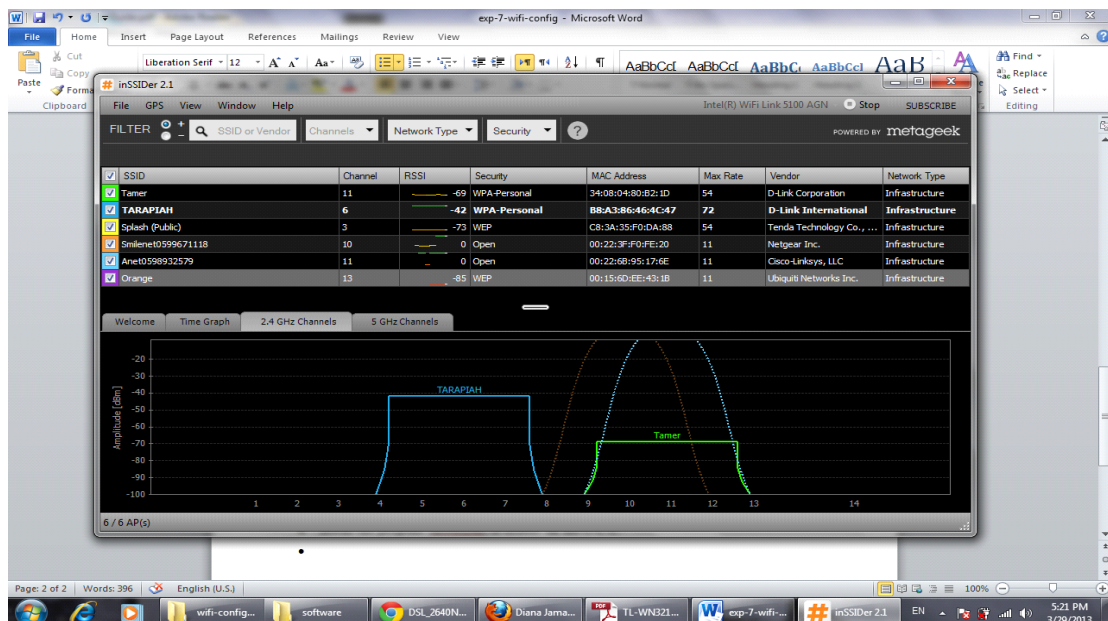 exp-7-wifi-config - Microsoft Word
File Home Insert Page Layout References Mailings Review View
Cut
Copy
Paste
Forma
Clipboard
Liberation Serif 12
AaBbCcI AaBbCcI AaBbC AaBbCcI AaB
Find
Replace
Select
Editing
inSSIDer 2.1
File GPS View Window Help
Intel(R) WiFi Link 5100 AGN Stop SUBSCRIBE
FILTER + - SSID or Vendor Channels Network Type Security ?
POWERED BY metageek
SSID Channel RSSI Security MAC Address Max Rate Vendor Network Type
Tamer 11 -69 WPA-Personal 34:08:04:80:B2:1D 54 D-Link Corporation Infrastructure
TARAPIAH 6 -42 WPA-Personal B8:A3:86:46:4C:47 72 D-Link International Infrastructure
Splash (Public) 3 -73 WEP C8:3A:35:F0:DA:88 54 Tenda Technology Co., ... Infrastructure
Smilenet0599671118 10 0 Open 00:22:3F:F0:FE:20 11 Netgear Inc. Infrastructure
Anet0598932579 11 0 Open 00:22:6B:95:17:6E 11 Cisco-Linksys, LLC Infrastructure
Orange 13 -85 WEP 00:15:6D:EE:43:1B 11 Ubiquiti Networks Inc. Infrastructure
Welcome Time Graph 2.4 GHz Channels 5 GHz Channels
Amplitude [dBm]
-20
-30
-40
-50
-60
-70
-80
-90
-100
TARAPIAH
Tamer
1 2 3 4 5 6 7 8 9 10 11 12 13 14
6 / 6 AP(s)
Page: 2 of 2 Words: 396 English (U.S.) 100%
wifi-config... software DSL_2640N... Diana Jama... TL-WN321... exp-7-wifi-... inSSIDer 2.1 EN
5:21 PM
3/29/2013